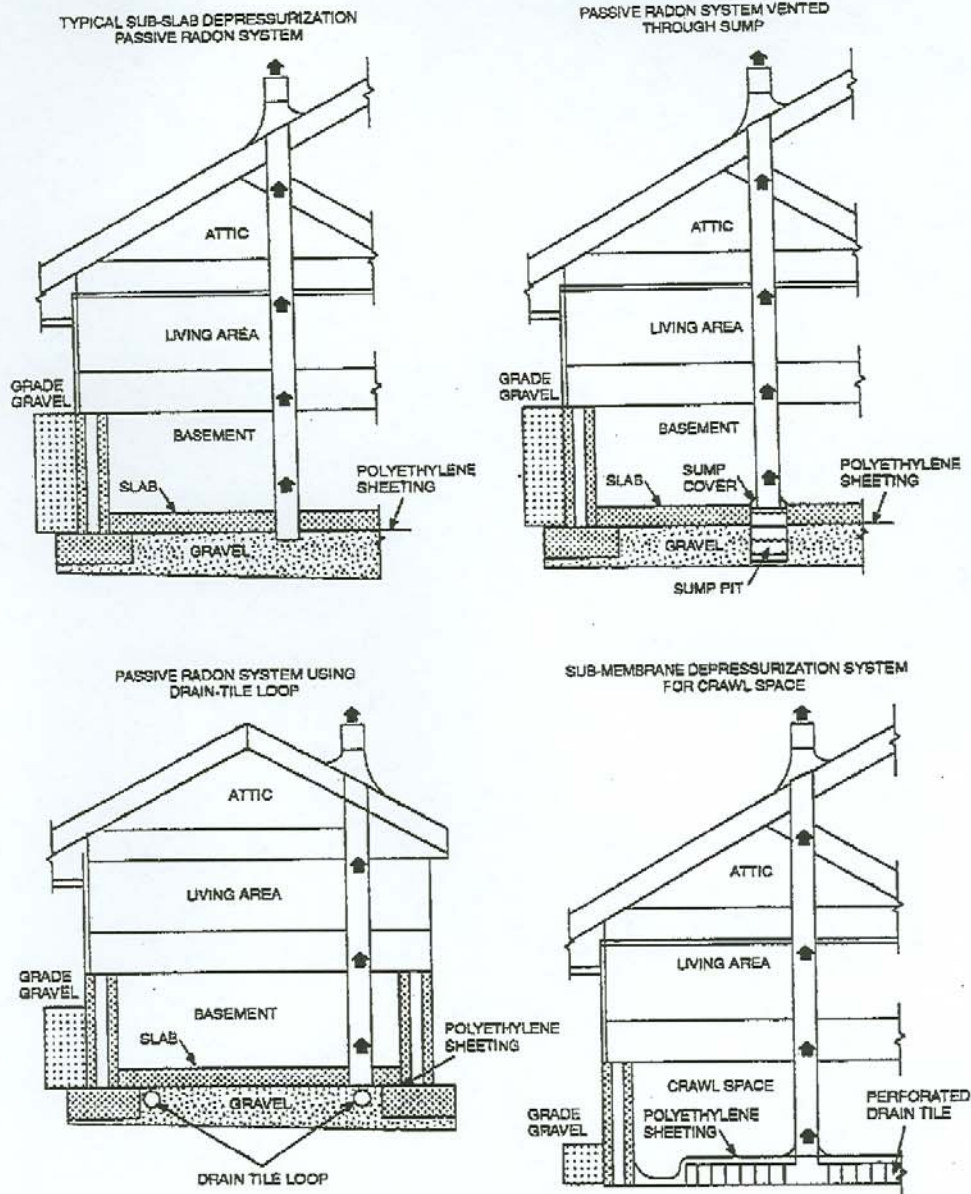 TYPICAL SUB-SLAB DEPRESSURIZATION
PASSIVE RADON SYSTEM
ATTIC
LIVING AREA
GRADE
GRAVEL
BASEMENT
POLYETHYLENE
SHEETING
SLAB
GRAVEL
PASSIVE RADON SYSTEM VENTED
THROUGH SUMP
ATTIC
LIVING AREA
GRADE
GRAVEL
BASEMENT
SLAB
SUMP
COVER
POLYETHYLENE
SHEETING
GRAVEL
SUMP PIT
PASSIVE RADON SYSTEM USING
DRAIN-TILE LOOP
ATTIC
LIVING AREA
GRADE
GRAVEL
BASEMENT
SLAB
POLYETHYLENE
SHEETING
GRAVEL
DRAIN TILE LOOP
SUB-MEMBRANE DEPRESSURIZATION SYSTEM
FOR CRAWL SPACE
ATTIC
LIVING AREA
CRAWL SPACE
POLYETHYLENE
SHEETING
GRADE
GRAVEL
PERFORATED
DRAIN TILE